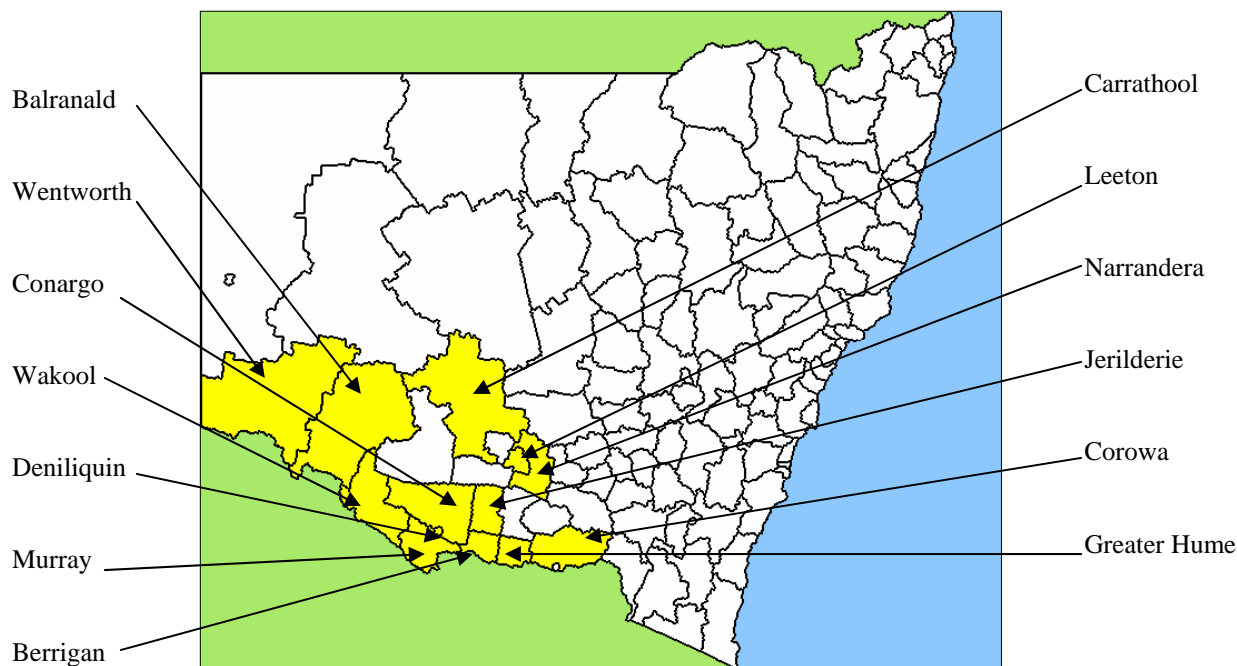 Balranald
Wentworth
Conargo
Wakool
Deniliquin
Murray
Berrigan
Carrathool
Leeton
Narrandera
Jerilderie
Corowa
Greater Hume